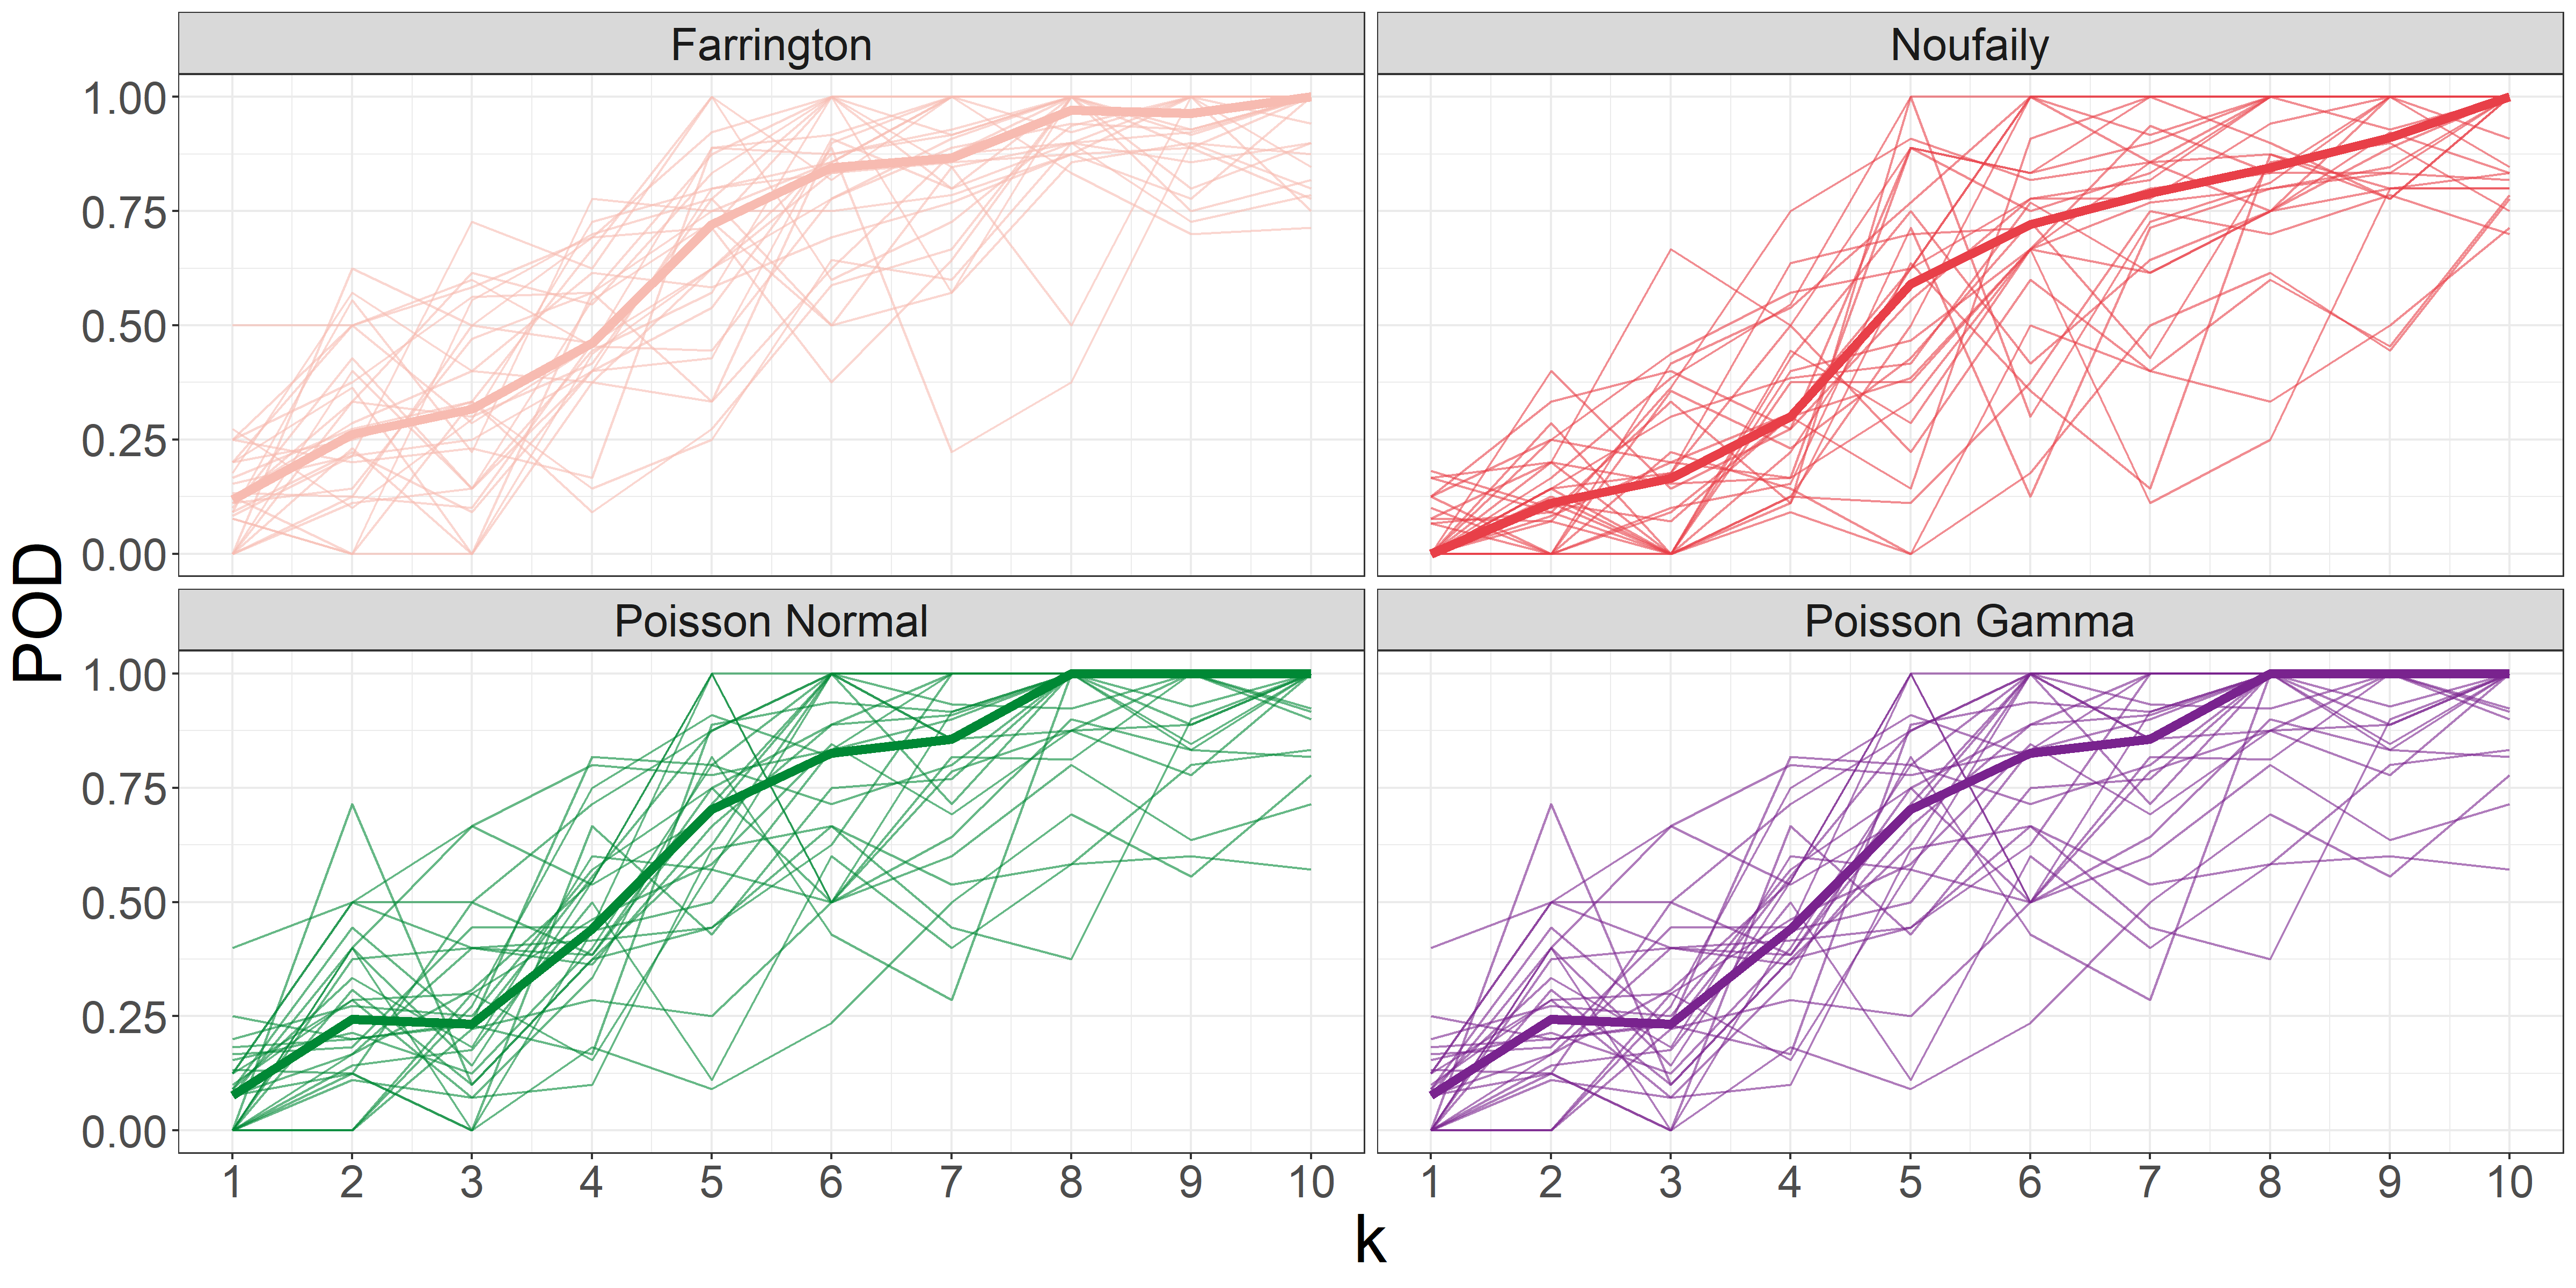 Farrington
Noufaily
1.00
0.75
0.50
0.25
0.00
POD
Poisson Normal
Poisson Gamma
1.00
0.75
0.50
0.25
0.00
1 2 3 4 5 6 7 8 9 10
1 2 3 4 5 6 7 8 9 10
k